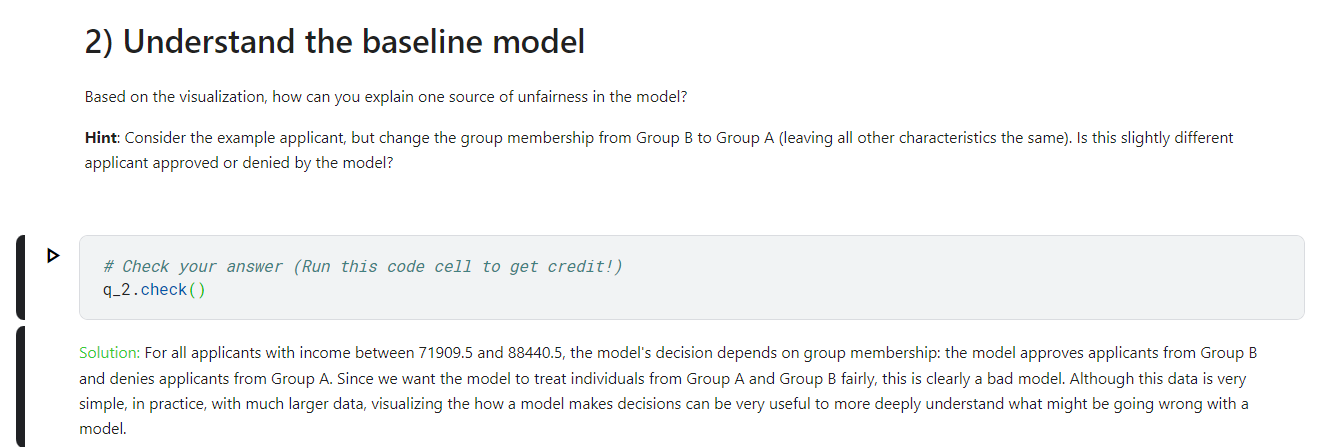 2) Understand the baseline model
Based on the visualization, how can you explain one source of unfairness in the model?
Hint: Consider the example applicant, but change the group membership from Group B to Group A (leaving all other characteristics the same). Is this slightly different
applicant approved or denied by the model?
# Check your answer (Run this code cell to get credit!)
q_2.check()
Solution: For all applicants with income between 71909.5 and 88440.5, the model's decision depends on group membership: the model approves applicants from Group B
and denies applicants from Group A. Since we want the model to treat individuals from Group A and Group B fairly, this is clearly a bad model. Although this data is very
simple, in practice, with much larger data, visualizing the how a model makes decisions can be very useful to more deeply understand what might be going wrong with a
model.